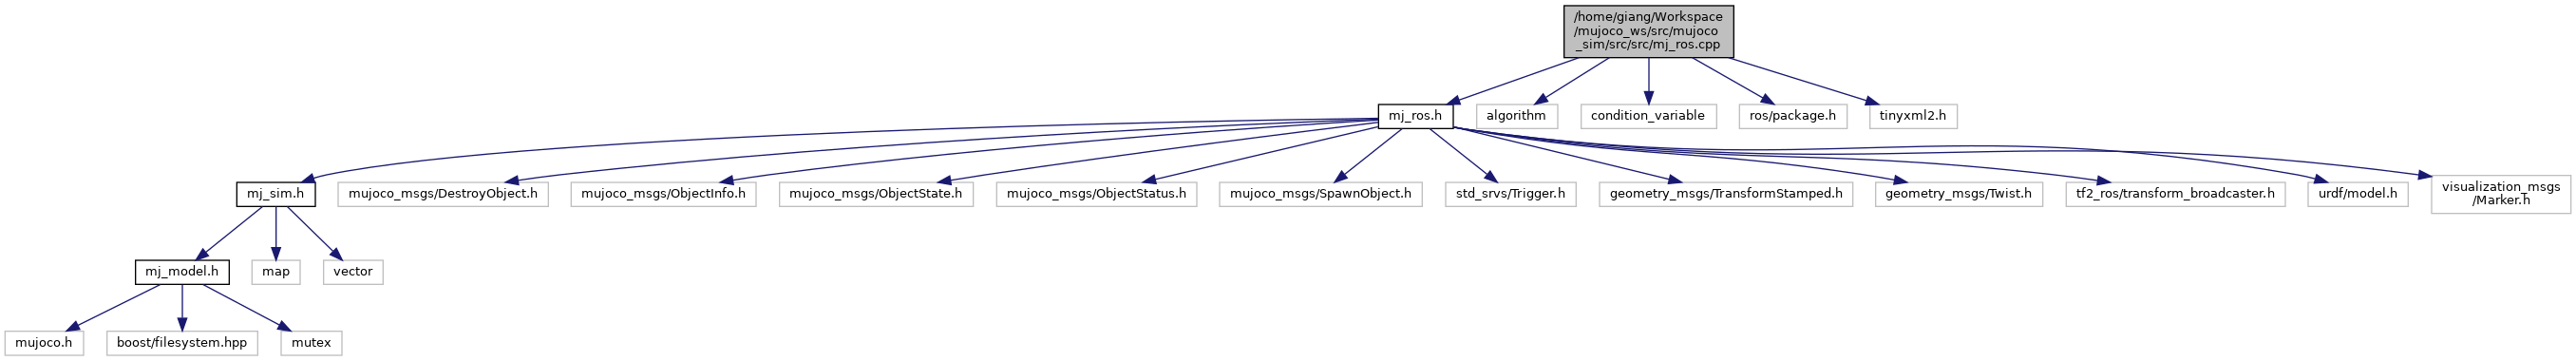 /home/giang/Workspace
/mujoco_ws/src/mujoco
_sim/src/src/mj_ros.cpp
mj_ros.h
algorithm
condition_variable
ros/package.h
tinyxml2.h
mj_sim.h
mujoco_msgs/DestroyObject.h
mujoco_msgs/ObjectInfo.h
mujoco_msgs/ObjectState.h
mujoco_msgs/ObjectStatus.h
mujoco_msgs/SpawnObject.h
std_srvs/Trigger.h
geometry_msgs/TransformStamped.h
geometry_msgs/Twist.h
tf2_ros/transform_broadcaster.h
urdf/model.h
visualization_msgs
/Marker.h
mj_model.h
map
vector
mujoco.h
boost/filesystem.hpp
mutex